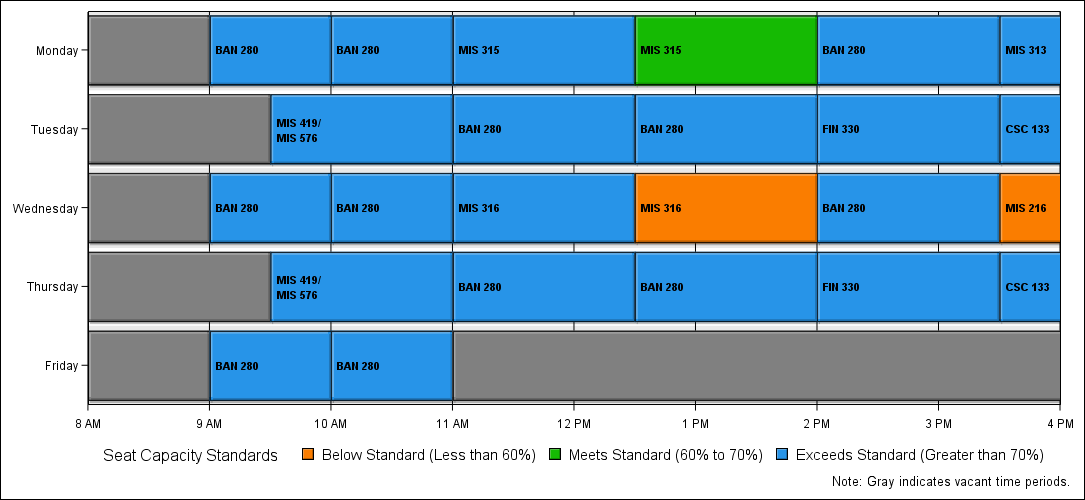 Monday
BAN 280
BAN 280
MIS 315
MIS 315
BAN 280
MIS 313
Tuesday
MIS 419/
MIS 576
BAN 280
BAN 280
FIN 330
CSC 133
Wednesday
BAN 280
BAN 280
MIS 316
MIS 316
BAN 280
MIS 216
Thursday
MIS 419/
MIS 576
BAN 280
BAN 280
FIN 330
CSC 133
Friday
BAN 280
BAN 280
8 AM
9 AM
10 AM
11 AM
12 PM
1 PM
2 PM
3 PM
4 PM
Seat Capacity Standards
Below Standard (Less than 60%)
Meets Standard (60% to 70%)
Exceeds Standard (Greater than 70%)
Note: Gray indicates vacant time periods.